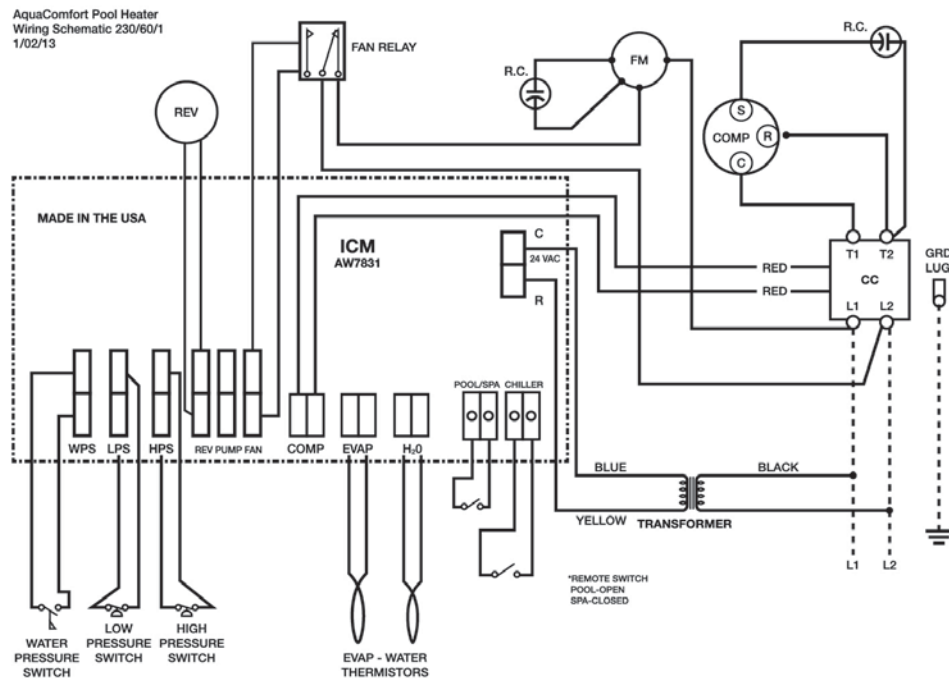 AquaComfort Pool Heater
Wiring Schematic 230/60/1
1/02/13
FAN RELAY
R.C.
FM
R.C.
S
COMP
R
C
REV
MADE IN THE USA
ICM
AW7831
C
24 VAC
R
RED
RED
T1
T2
CC
L1
L2
GRD
LUG
POOL/SPA
CHILLER
WPS
LPS
HPS
REV
PUMP
FAN
COMP
EVAP
H₂0
BLUE
YELLOW
TRANSFORMER
BLACK
L1
L2
*REMOTE SWITCH
POOL-OPEN
SPA-CLOSED
WATER
PRESSURE
SWITCH
LOW
PRESSURE
SWITCH
HIGH
PRESSURE
SWITCH
EVAP - WATER
THERMISTORS